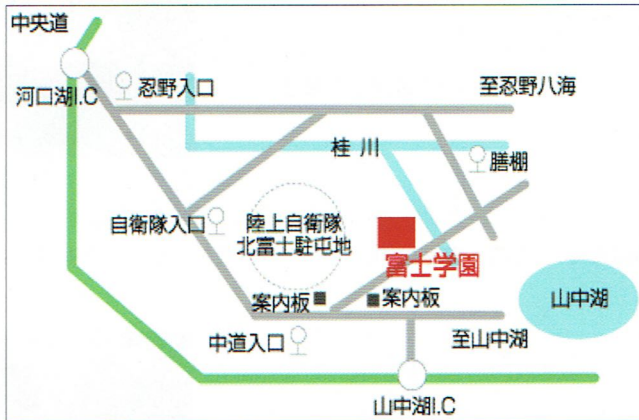 中央道
河口湖I.C
忍野入口
至忍野八海
桂川
膳棚
自衛隊入口
陸上自衛隊
北富士駐屯地
富士学園
案内板
案内板
山中湖
中道入口
至山中湖
山中湖I.C